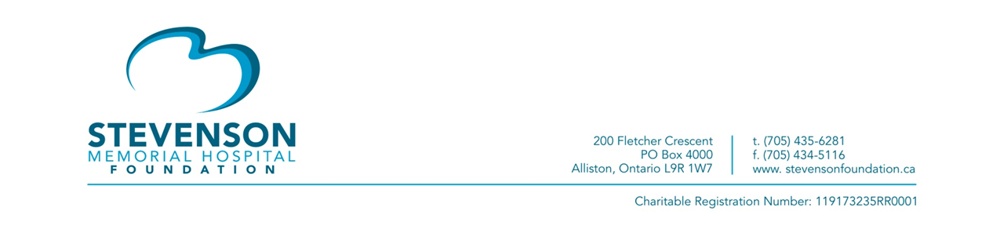 STEVENSON
MEMORIAL HOSPITAL
FOUNDATION
200 Fletcher Crescent
PO Box 4000
Alliston, Ontario L9R 1W7
t. (705) 435-6281
f. (705) 434-5116
www. stevensonfoundation.ca
Charitable Registration Number: 119173235RR0001